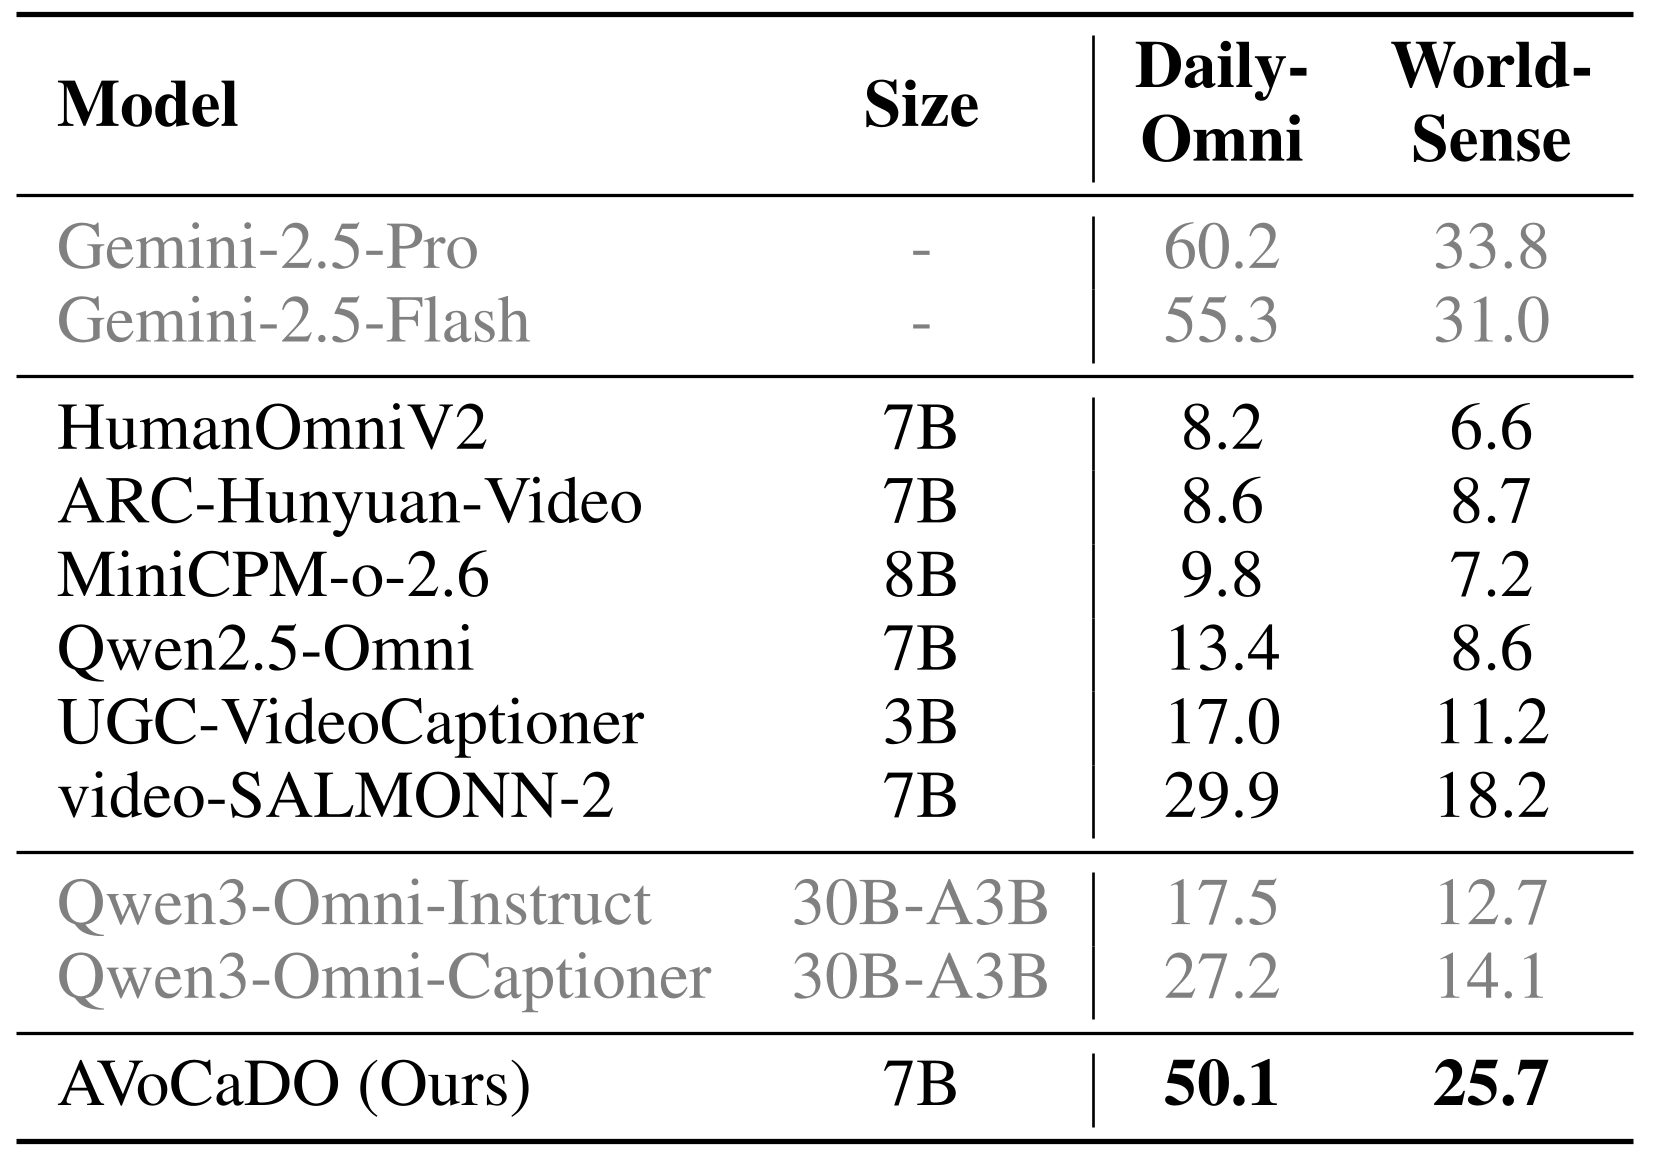 Model Size Daily-Omni World-Sense
Gemini-2.5-Pro - 60.2 33.8
Gemini-2.5-Flash - 55.3 31.0
HumanOmniV2 7B 8.2 6.6
ARC-Hunyuan-Video 7B 8.6 8.7
MiniCPM-o-2.6 8B 9.8 7.2
Qwen2.5-Omni 7B 13.4 8.6
UGC-VideoCaptioner 3B 17.0 11.2
video-SALMONN-2 7B 29.9 18.2
Qwen3-Omni-Instruct 30B-A3B 17.5 12.7
Qwen3-Omni-Captioner 30B-A3B 27.2 14.1
AVoCaDO (Ours) 7B 50.1 25.7